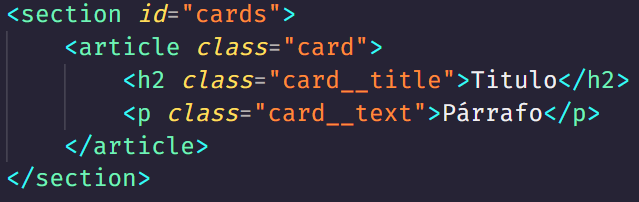 <section id="cards">
<article class="card">
<h2 class="card__title">Titulo</h2>
<p class="card__text">Párrafo</p>
</article>
</section>